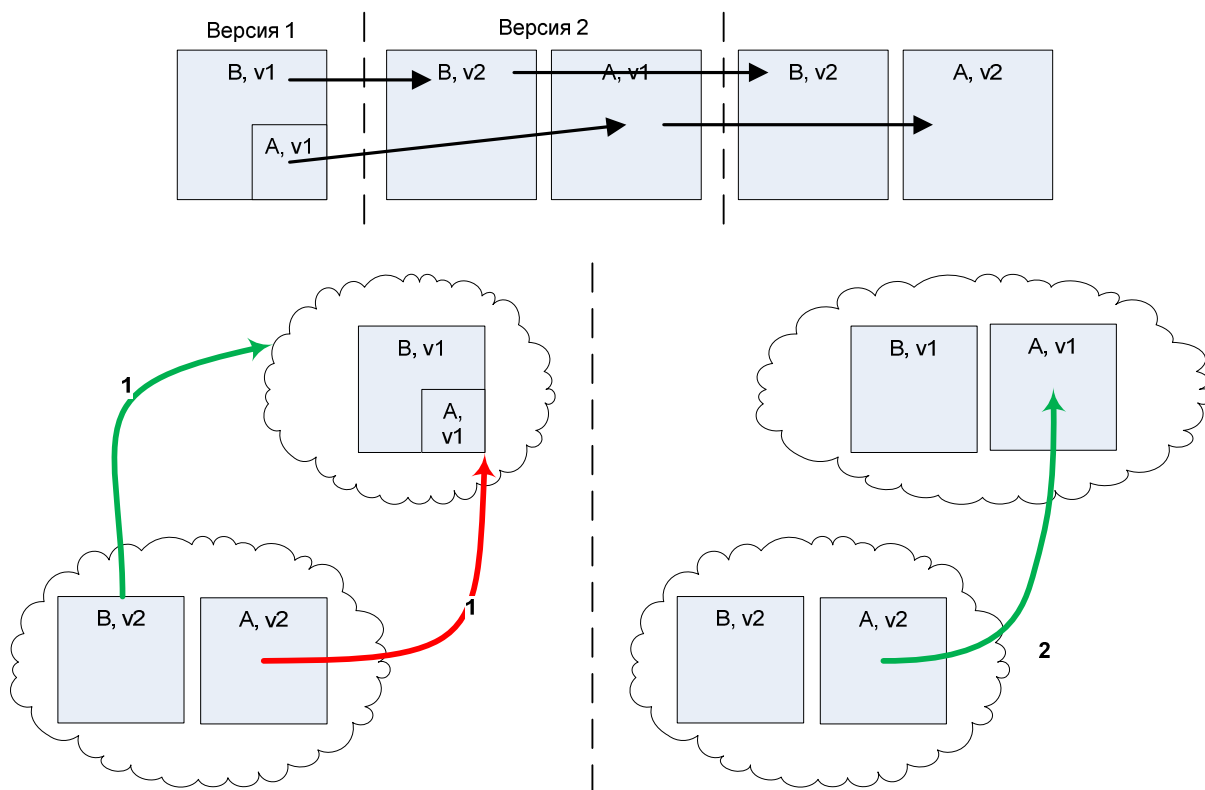 Версия 1
Версия 2
B, v1
A, v1
B, v2
A, v1
B, v2
A, v2
B, v1
A,
v1
1
B, v2
A, v2
1
B, v1
A, v1
B, v2
A, v2
2